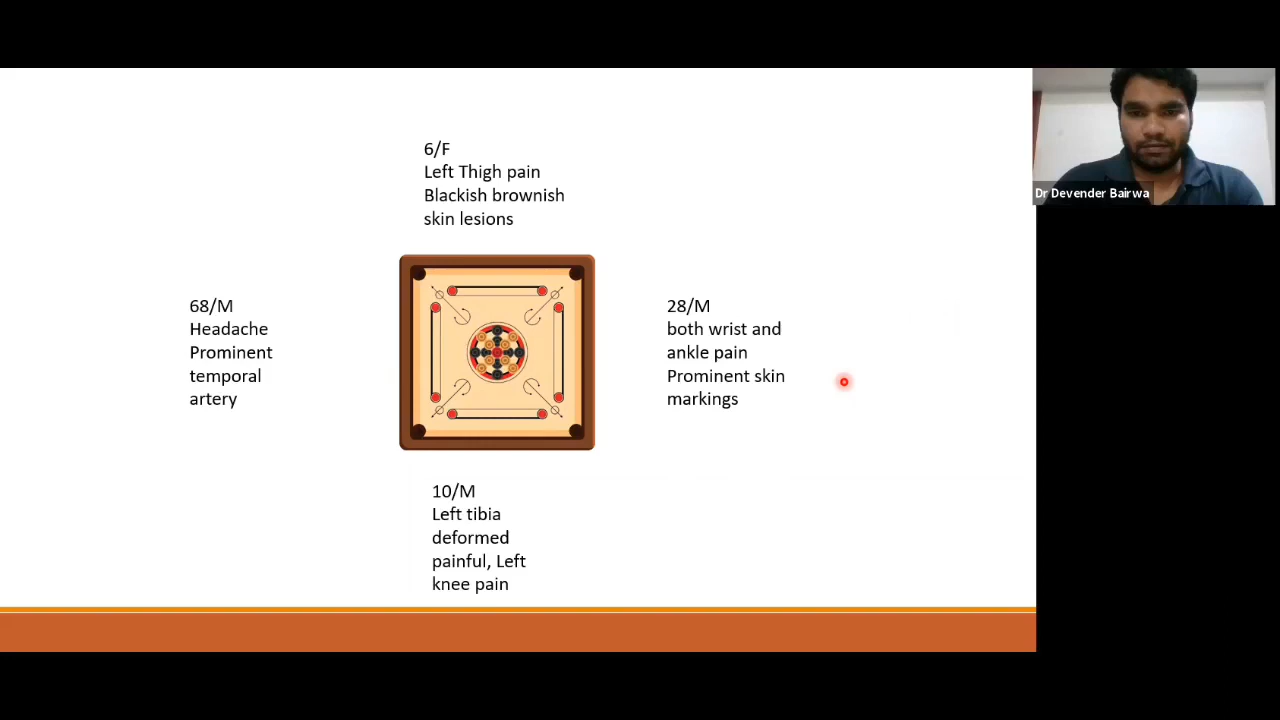 6/F
Left Thigh pain
Blackish brownish
skin lesions
68/M
Headache
Prominent
temporal
artery
28/M
both wrist and
ankle pain
Prominent skin
markings
10/M
Left tibia
deformed
painful, Left
knee pain
Dr Devender Bairwa